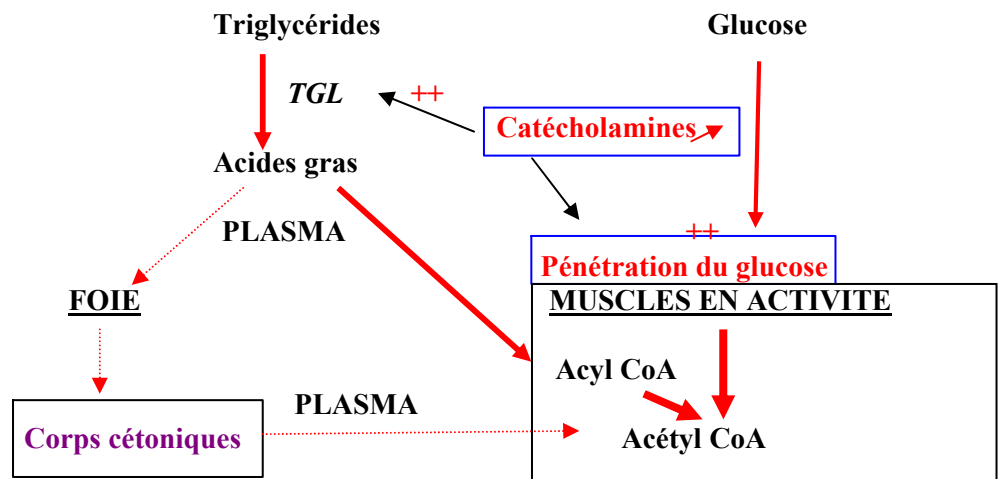 Triglycérides
Glucose
TGL
++
Catécholamines
Acides gras
PLASMA
++
Pénétration du glucose
FOIE
MUSCLES EN ACTIVITE
Acyl CoA
PLASMA
Corps cétoniques
Acétyl CoA